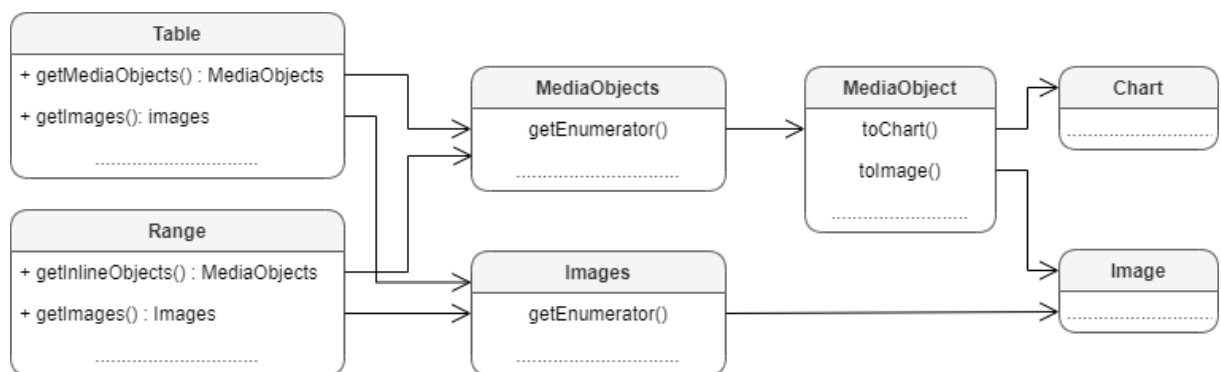 Table
+ getMediaObjects() : MediaObjects
+ getImages(): images
Range
+ getInlineObjects() : MediaObjects
+ getImages() : Images
MediaObjects
getEnumerator()
Images
getEnumerator()
MediaObject
toChart()
toImage()
Chart
Image